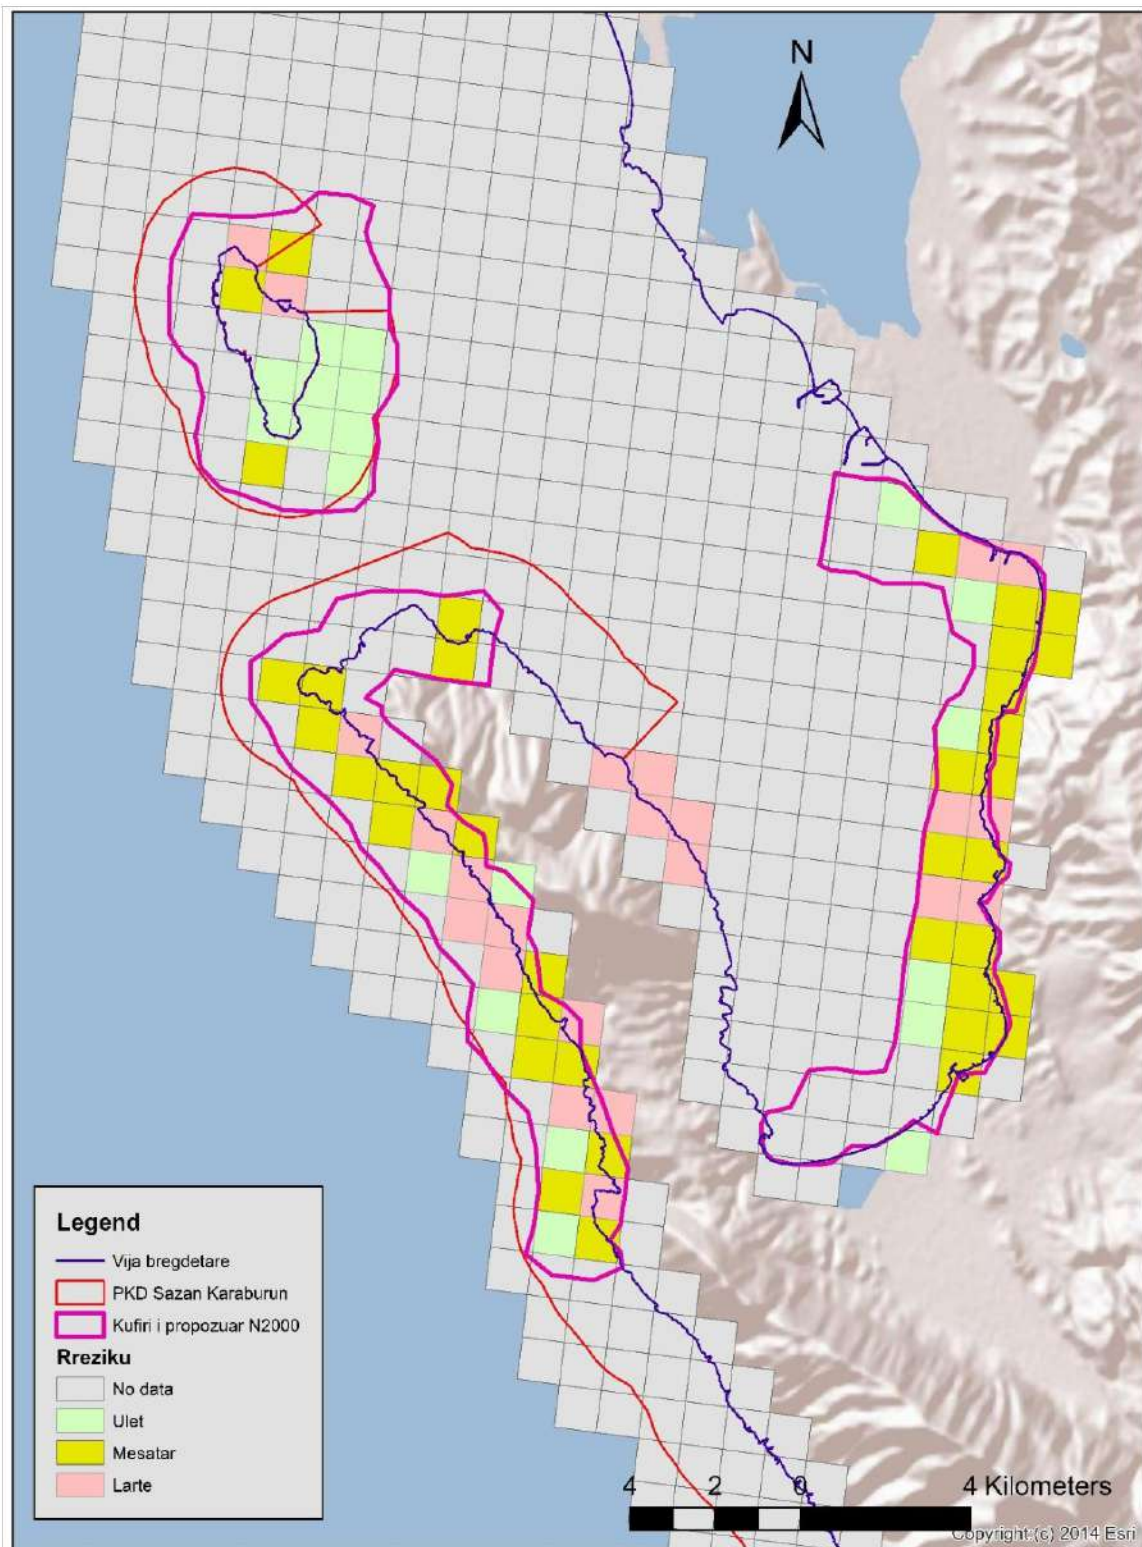 N
Legend
Vija bregdetare
PKD Sazan Karaburun
Kufiri i propozuar N2000
Rreziku
No data
Ulet
Mesatar
Larte
4 2 0 4 Kilometers
Copyright:(c) 2014 Esri